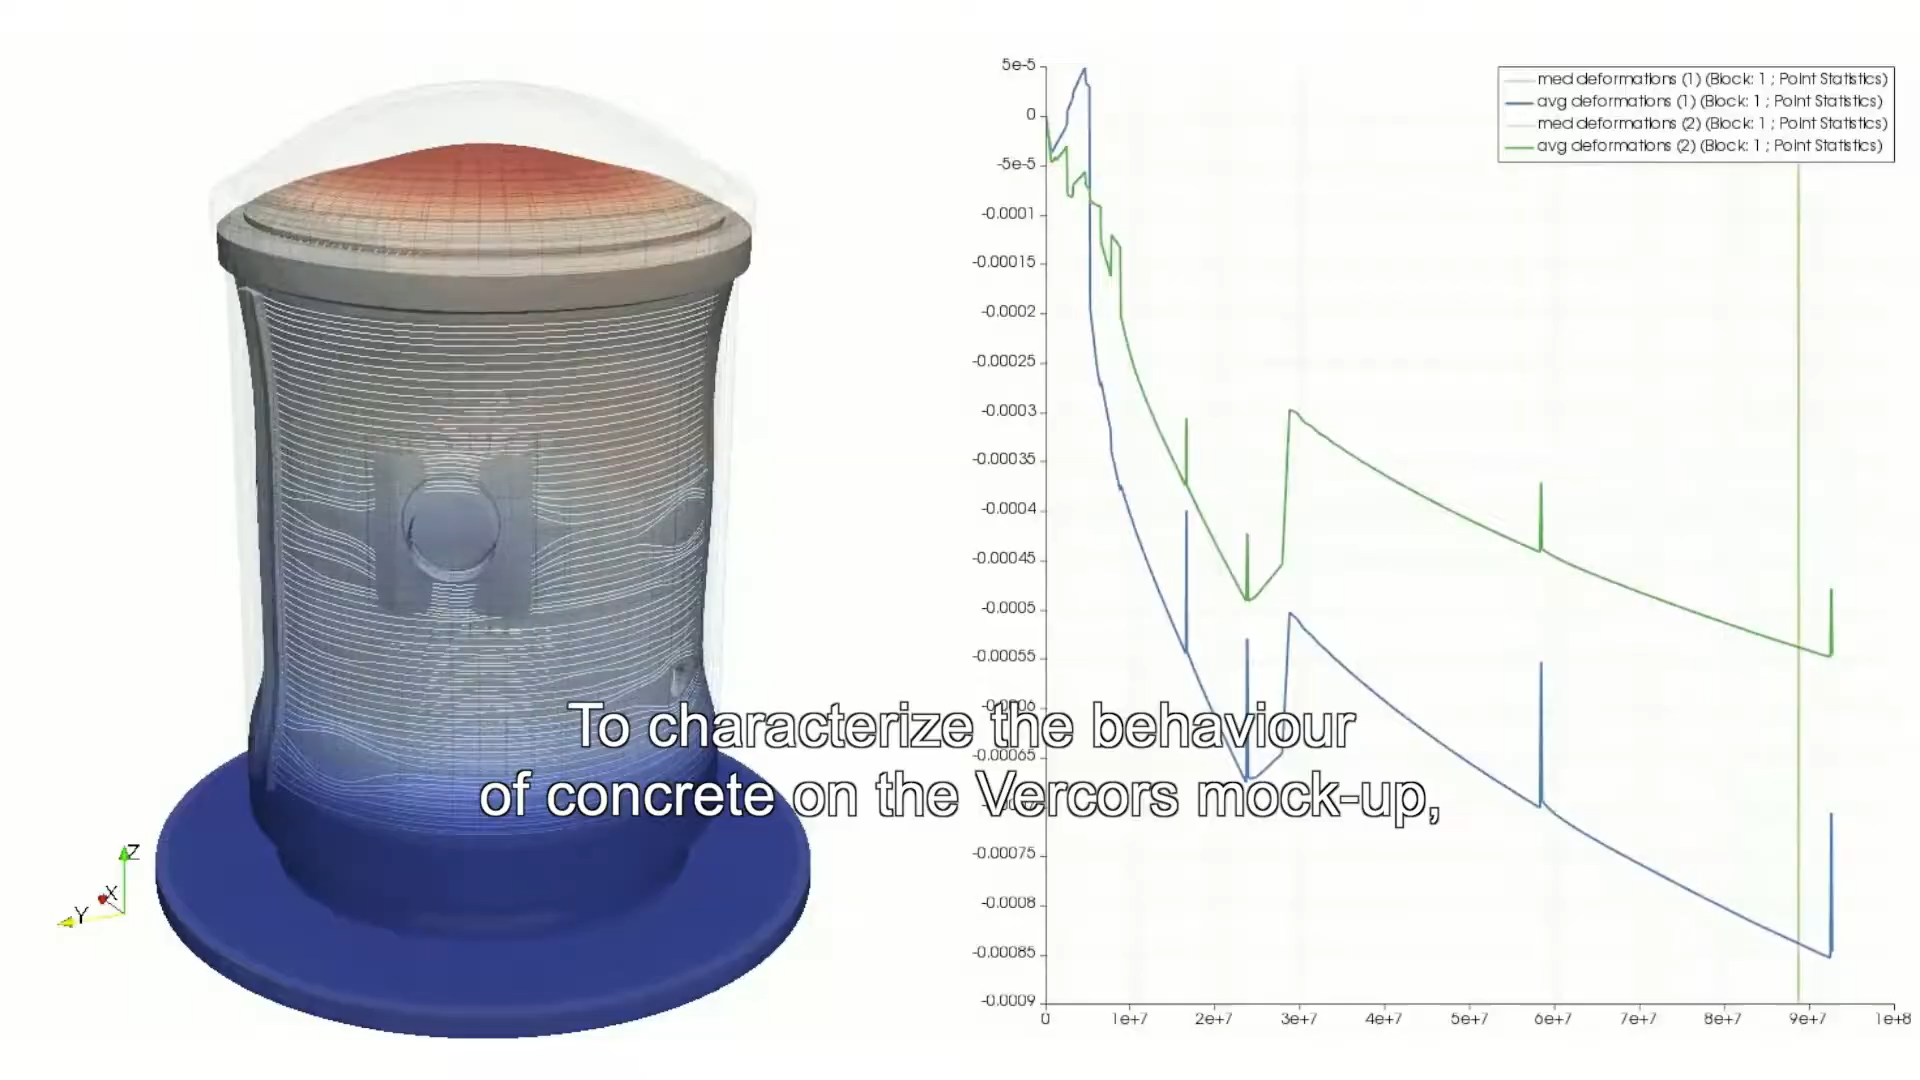 5e-5
0
-5e-5
-0.0001
-0.00015
-0.0002
-0.00025
-0.0003
-0.00035
-0.0004
-0.00045
-0.0005
-0.00055
-0.00065
-0.00075
-0.0008
-0.00085
-0.0009
0 1e+7 2e+7 3e+7 4e+7 5e+7 6e+7 7e+7 8e+7 9e+7 1e+8
med deformations (1) (Block: 1 ; Point Statistics)
avg deformations (1) (Block: 1 ; Point Statistics)
med deformations (2) (Block: 1 ; Point Statistics)
avg deformations (2) (Block: 1 ; Point Statistics)
Z
X
Y
To characterize the behaviour
of concrete on the Vercors mock-up,